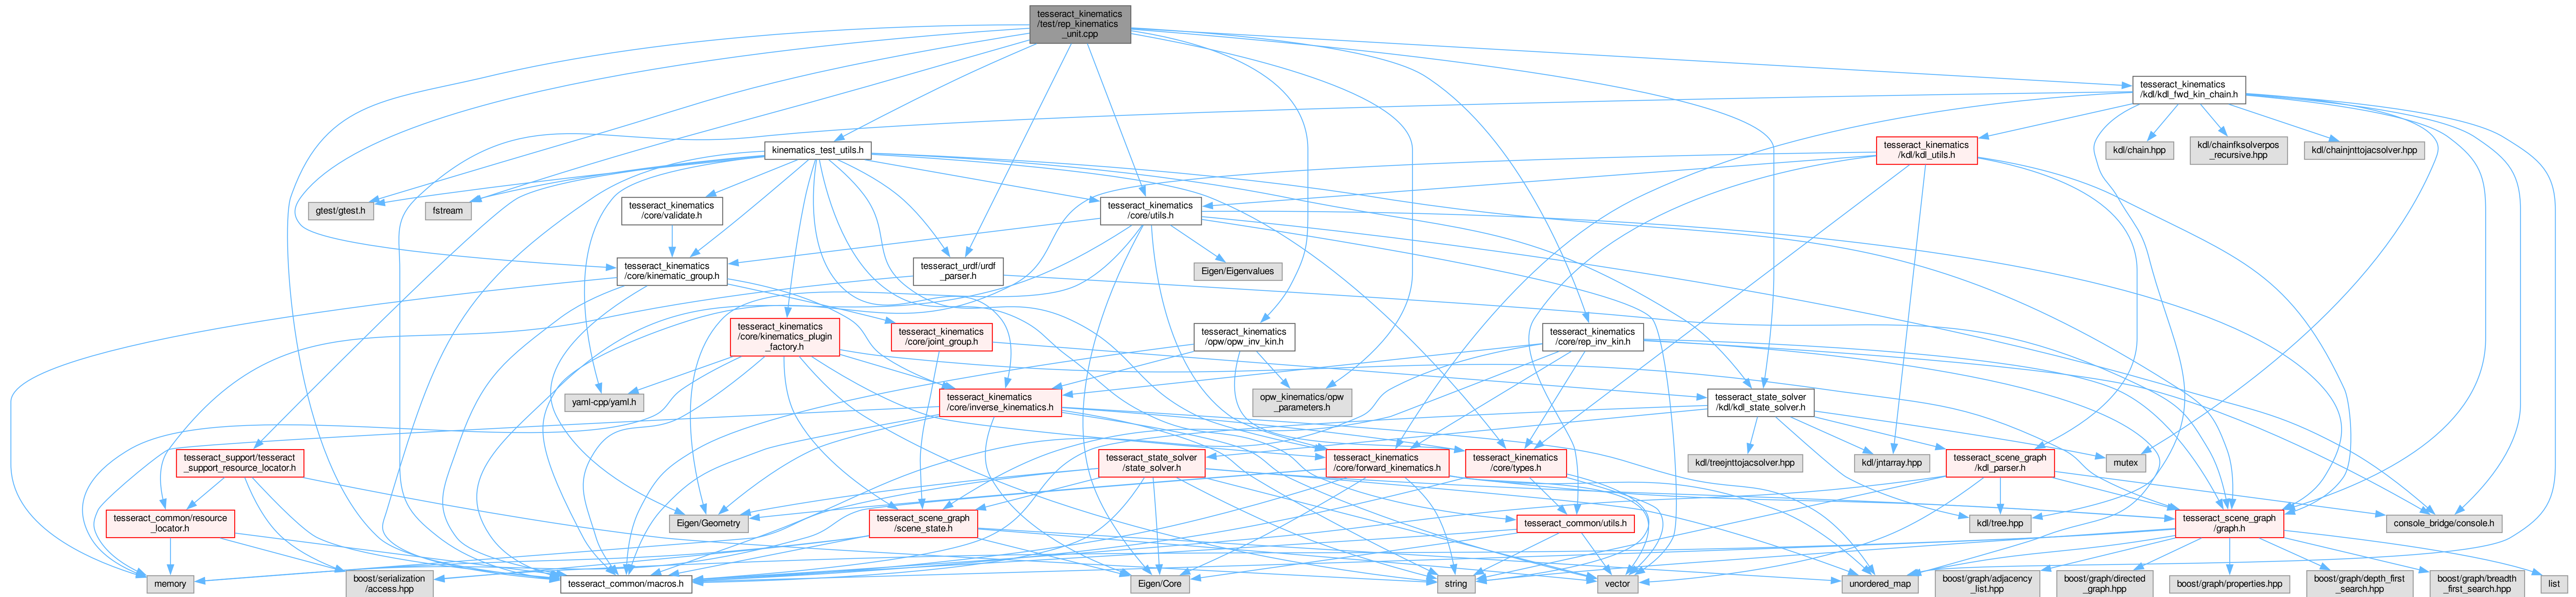 tesseract_kinematics
/test/rep_kinematics
_unit.cpp
tesseract_kinematics
/kdl/kdl_fwd_kin_chain.h
kinematics_test_utils.h
tesseract_kinematics
/kdl/kdl_utils.h
kdl/chain.hpp
kdl/chainfksolverpos
_recursive.hpp
kdl/chainjnttojacsolver.hpp
gtest/gtest.h
fstream
tesseract_kinematics
/core/validate.h
tesseract_kinematics
/core/utils.h
tesseract_kinematics
/core/kinematic_group.h
tesseract_urdf/urdf
_parser.h
Eigen/Eigenvalues
tesseract_kinematics
/core/kinematics_plugin
_factory.h
tesseract_kinematics
/core/joint_group.h
tesseract_kinematics
/opw/opw_inv_kin.h
tesseract_kinematics
/core/rep_inv_kin.h
yaml-cpp/yaml.h
tesseract_kinematics
/core/inverse_kinematics.h
opw_kinematics/opw
_parameters.h
tesseract_state_solver
/kdl/kdl_state_solver.h
tesseract_support/tesseract
_support_resource_locator.h
tesseract_state_solver
/state_solver.h
tesseract_kinematics
/core/forward_kinematics.h
tesseract_kinematics
/core/types.h
kdl/treejnttojacsolver.hpp
kdl/jntarray.hpp
tesseract_scene_graph
/kdl_parser.h
mutex
tesseract_common/resource
_locator.h
Eigen/Geometry
tesseract_scene_graph
/scene_state.h
tesseract_common/utils.h
kdl/tree.hpp
tesseract_scene_graph
/graph.h
console_bridge/console.h
memory
boost/serialization
/access.hpp
tesseract_common/macros.h
Eigen/Core
string
vector
unordered_map
boost/graph/adjacency
_list.hpp
boost/graph/directed
_graph.hpp
boost/graph/properties.hpp
boost/graph/depth_first
_search.hpp
boost/graph/breadth
_first_search.hpp
list